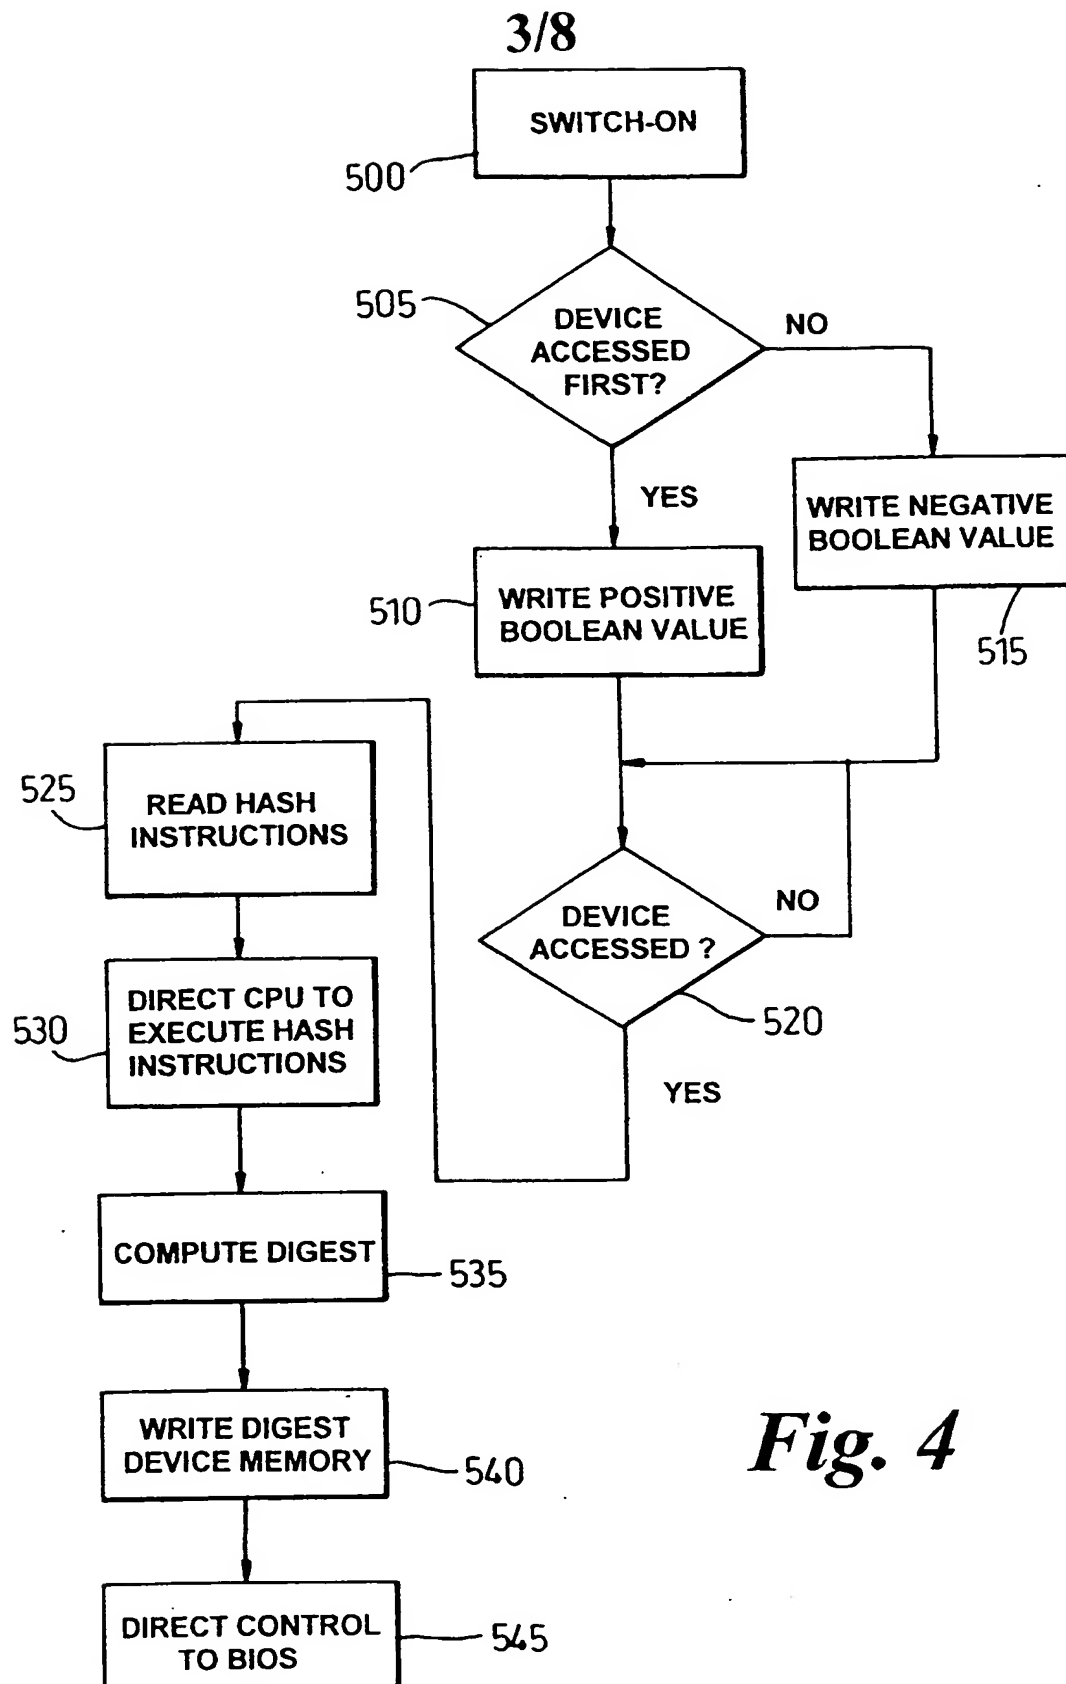 3/8
SWITCH-ON
500
505
DEVICE
ACCESSED
FIRST?
NO
YES
WRITE NEGATIVE
BOOLEAN VALUE
515
510
WRITE POSITIVE
BOOLEAN VALUE
525
READ HASH
INSTRUCTIONS
DEVICE
ACCESSED ?
NO
520
YES
530
DIRECT CPU TO
EXECUTE HASH
INSTRUCTIONS
COMPUTE DIGEST
535
WRITE DIGEST
DEVICE MEMORY
540
DIRECT CONTROL
TO BIOS
545
Fig. 4